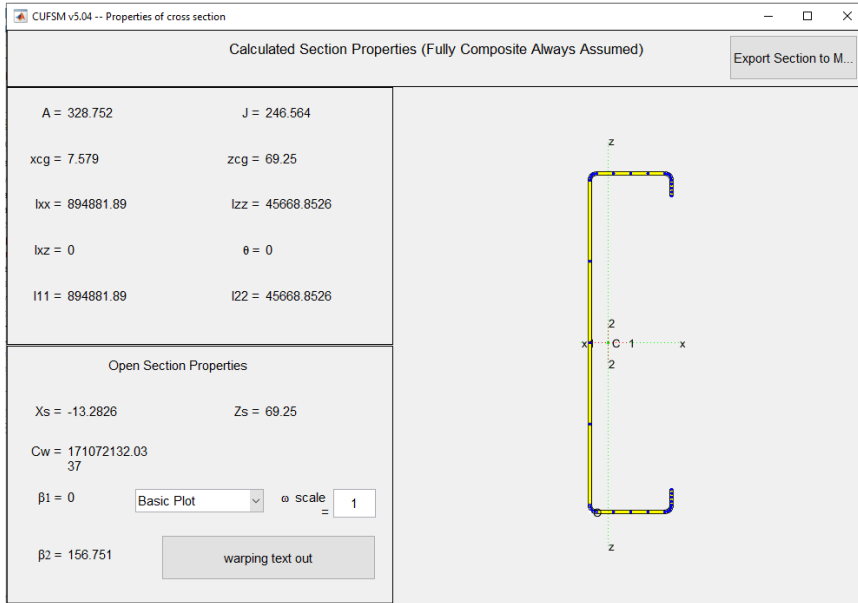 CUFSM v5.04 -- Properties of cross section
Calculated Section Properties (Fully Composite Always Assumed)
Export Section to M...
A = 328.752 J = 246.564
xcg = 7.579 zcg = 69.25
Ixx = 894881.89 Izz = 45668.8526
Ixz = 0 θ = 0
I11 = 894881.89 I22 = 45668.8526
Open Section Properties
Xs = -13.2826 Zs = 69.25
Cw = 171072132.03
37
β1 = 0 Basic Plot ω scale
= 1
β2 = 156.751 warping text out
z
2
x 1 C 1 x
2
z